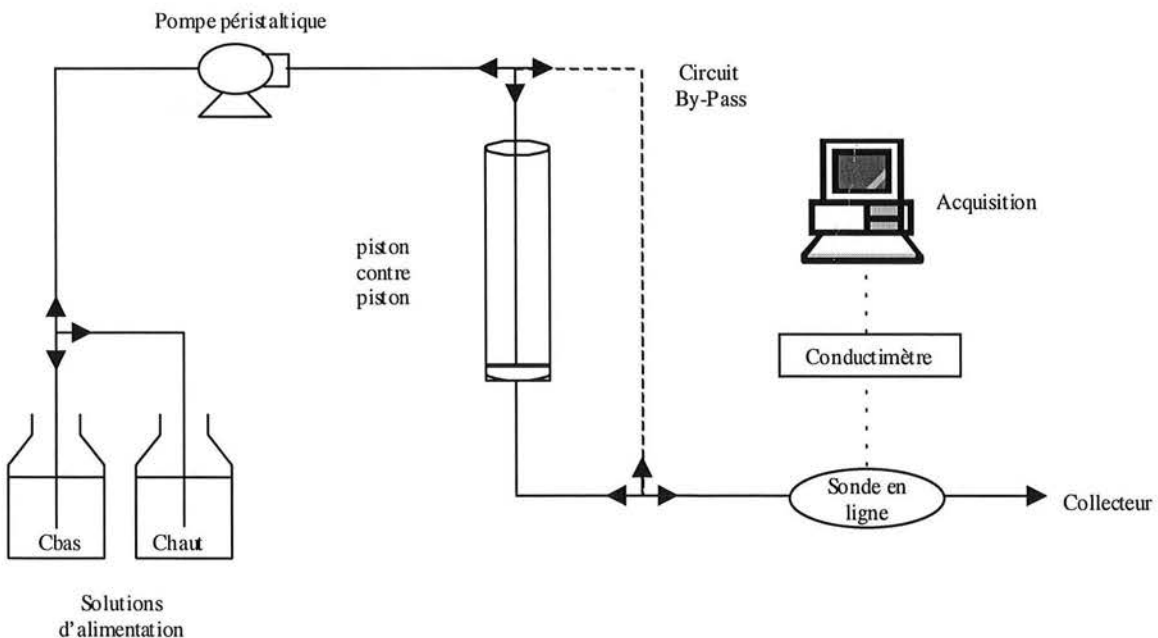 Pompe péristaltique
Circuit
By-Pass
Acquisition
piston
contre
piston
Conductimètre
Sonde en
ligne
Collecteur
Cbas
Chaut
Solutions
d'alimentation